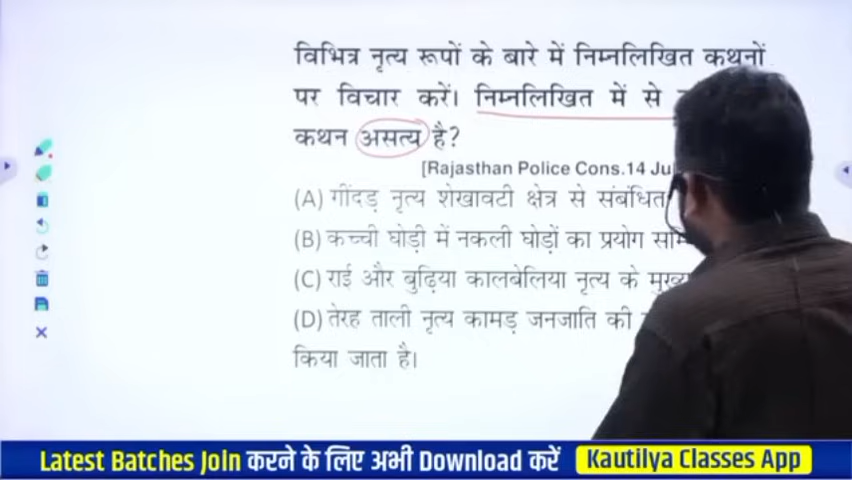 विभित्र नृत्य रूपों के बारे में निम्नलिखित कथनों
पर विचार करें। निम्नलिखित में से
कथन असत्य है?
[Rajasthan Police Cons.14
(A) गींदड़ नृत्य शेखावटी क्षेत्र से संबंधित
(B) कच्ची घोड़ी में नकली घोड़ों का प्रयोग
(C) राई और बुढ़िया कालबेलिया नृत्य के मुख्य
(D) तेरह ताली नृत्य कामड़ जनजाति की
किया जाता है।
Latest Batches Join करने के लिए अभी Download करें Kautilya Classes App